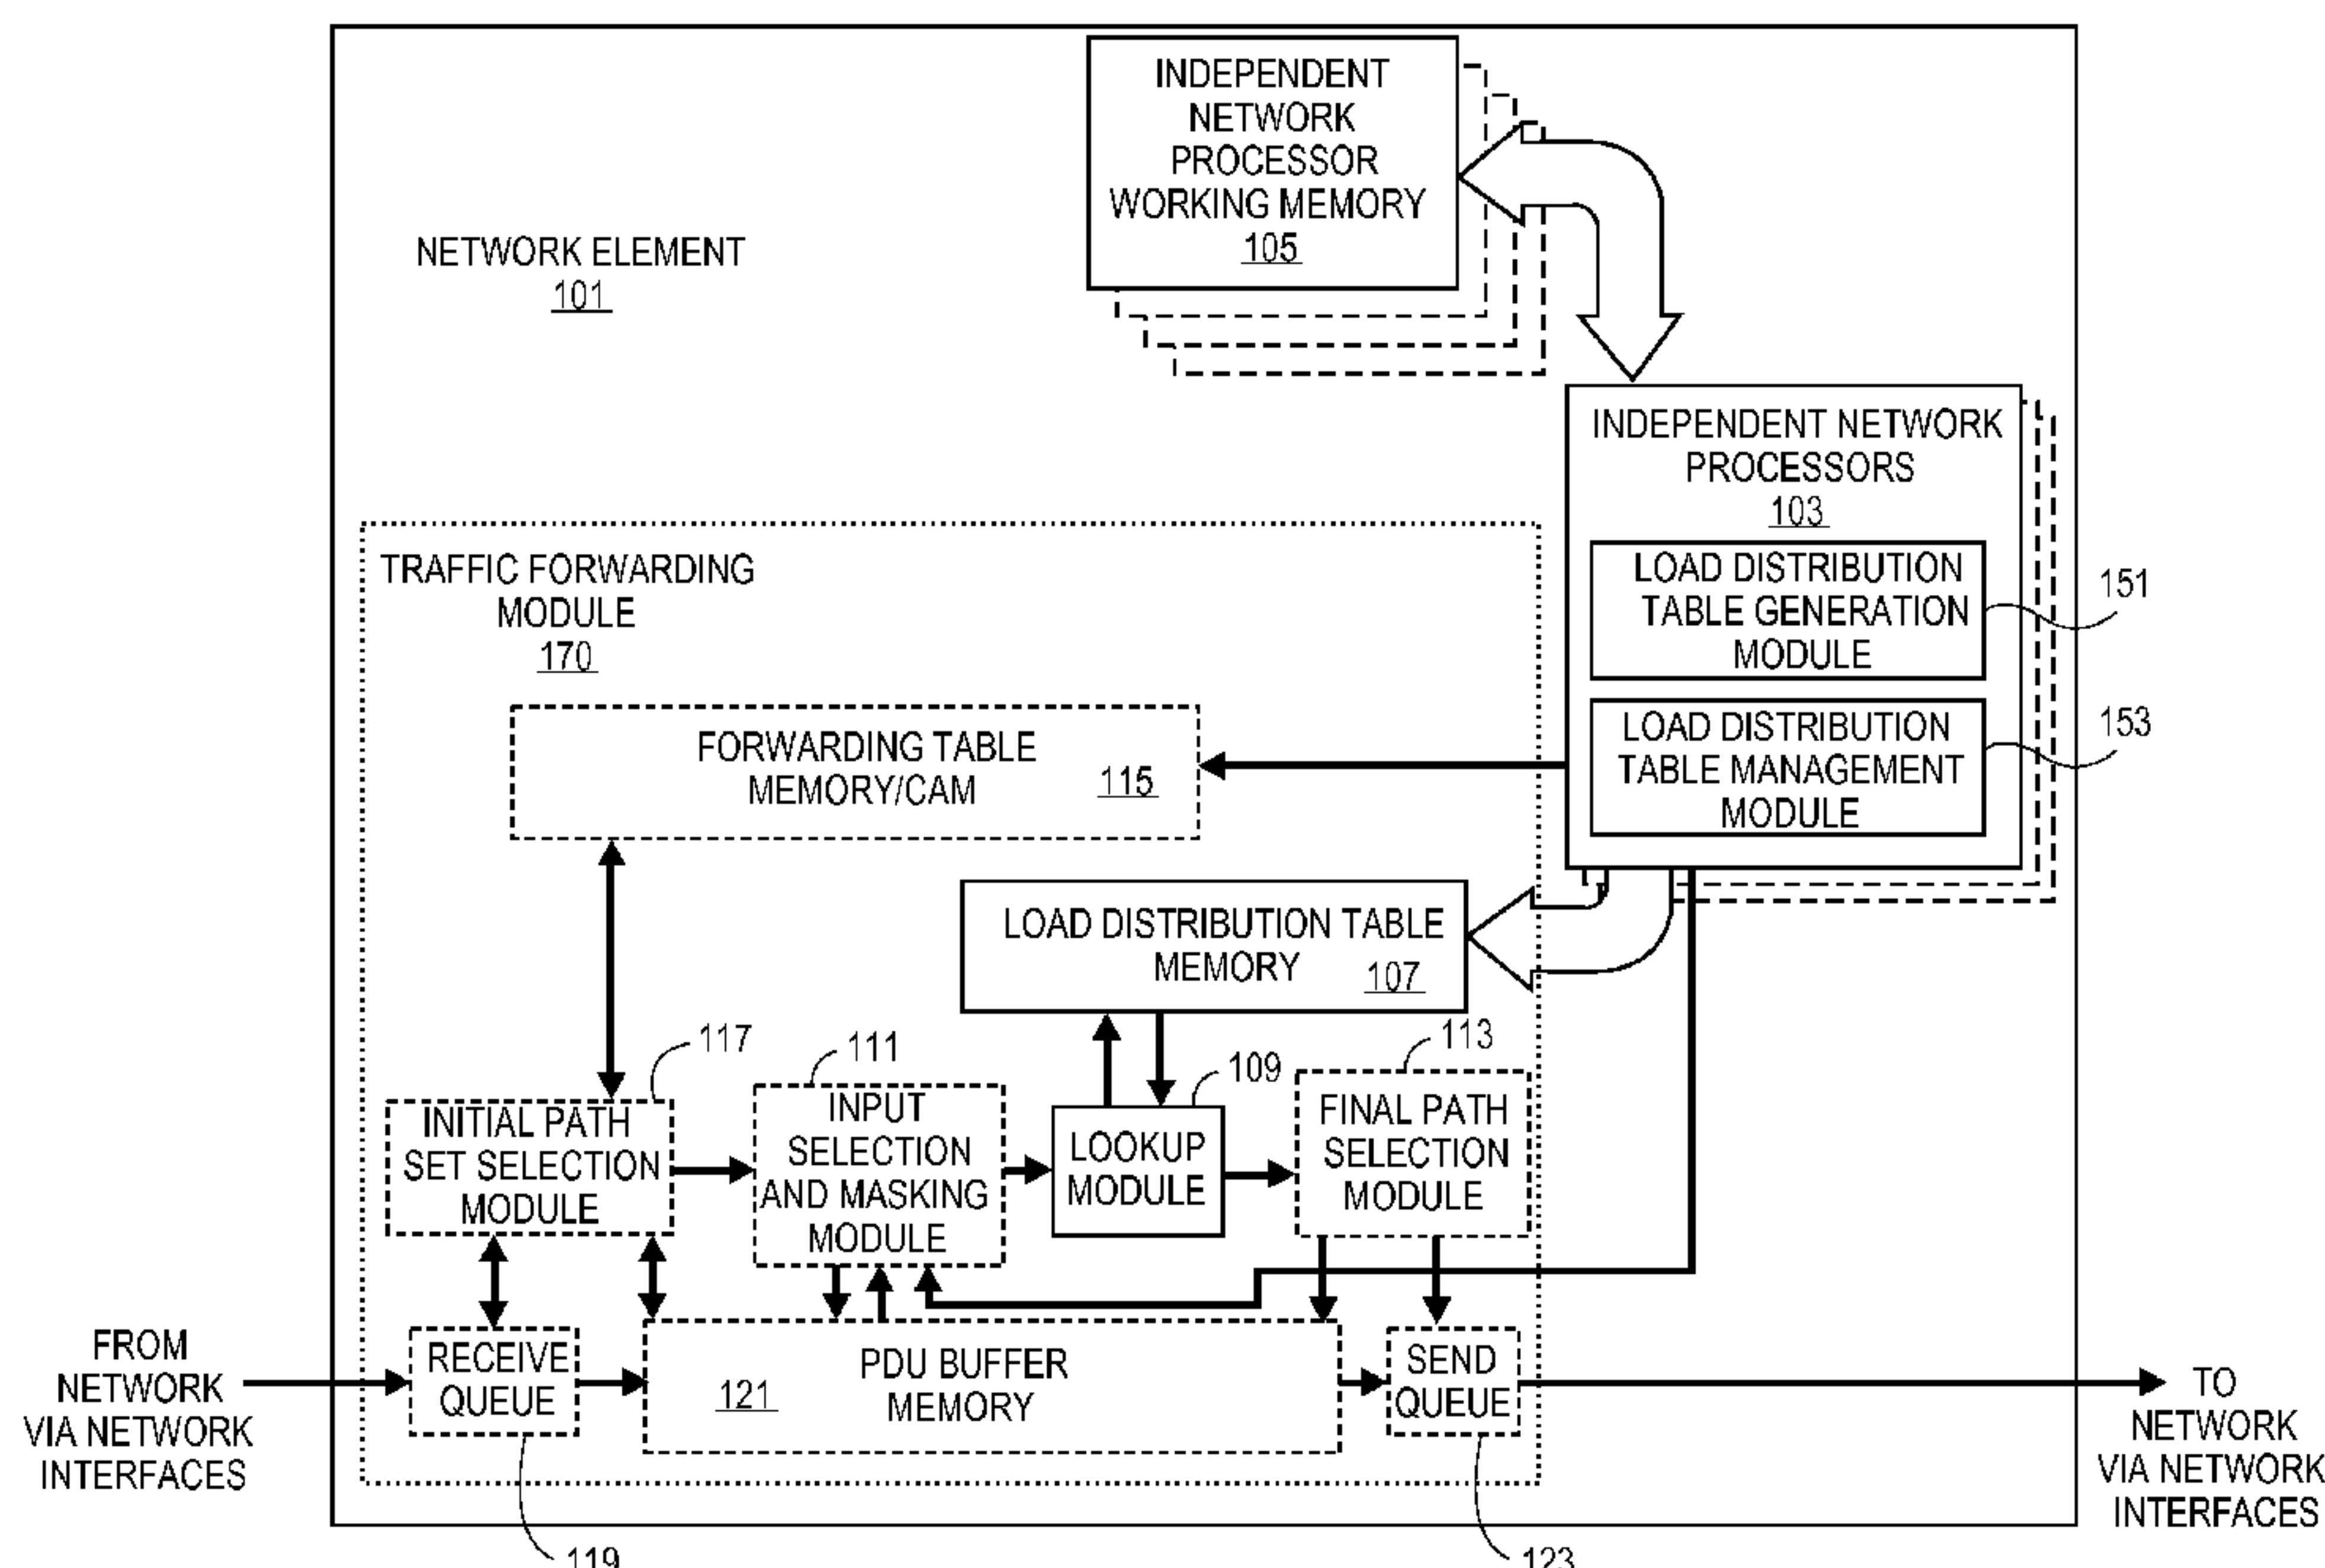 INDEPENDENT
NETWORK
PROCESSOR
WORKING MEMORY
105
NETWORK ELEMENT
101
INDEPENDENT NETWORK
PROCESSORS
103
LOAD DISTRIBUTION
TABLE GENERATION
MODULE
151
LOAD DISTRIBUTION
TABLE MANAGEMENT
MODULE
153
TRAFFIC FORWARDING
MODULE
170
FORWARDING TABLE
MEMORY/CAM
115
LOAD DISTRIBUTION TABLE
MEMORY
107
117
111
109
113
INITIAL PATH
SET SELECTION
MODULE
INPUT
SELECTION
AND MASKING
MODULE
LOOKUP
MODULE
FINAL PATH
SELECTION
MODULE
FROM
NETWORK
VIA NETWORK
INTERFACES
RECEIVE
QUEUE
121
PDU BUFFER
MEMORY
SEND
QUEUE
TO
NETWORK
VIA NETWORK
INTERFACES
119
123